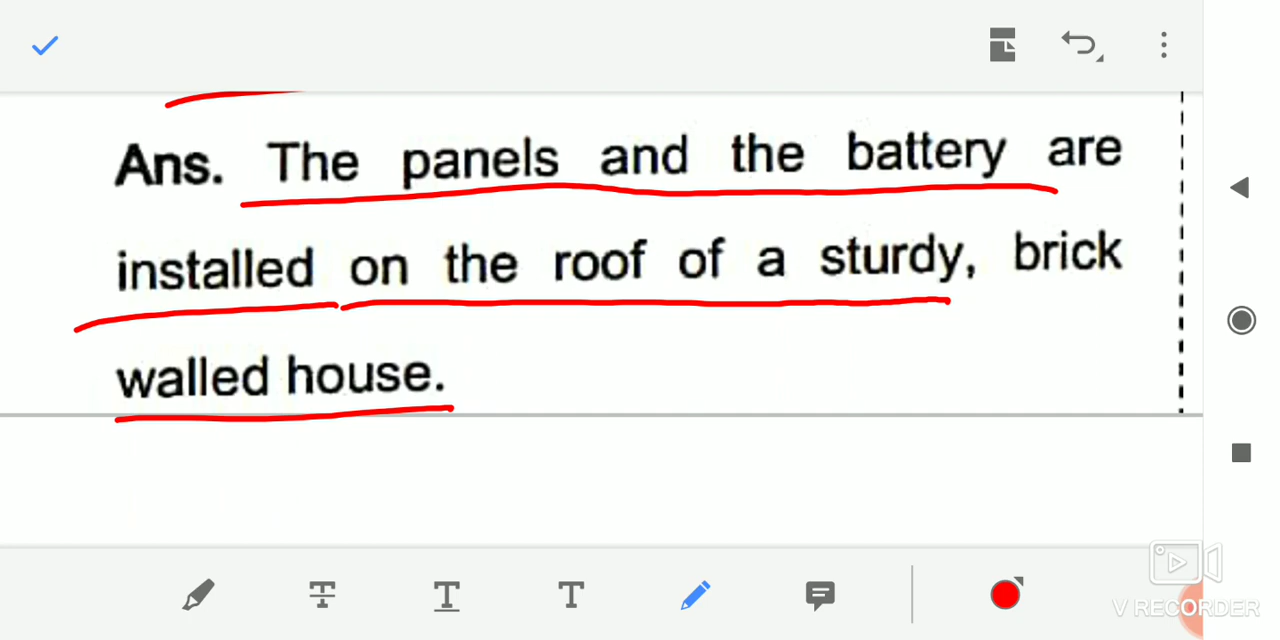 Ans. The panels and the battery are
installed on the roof of a sturdy, brick
walled house.
T T T
V RECORDER